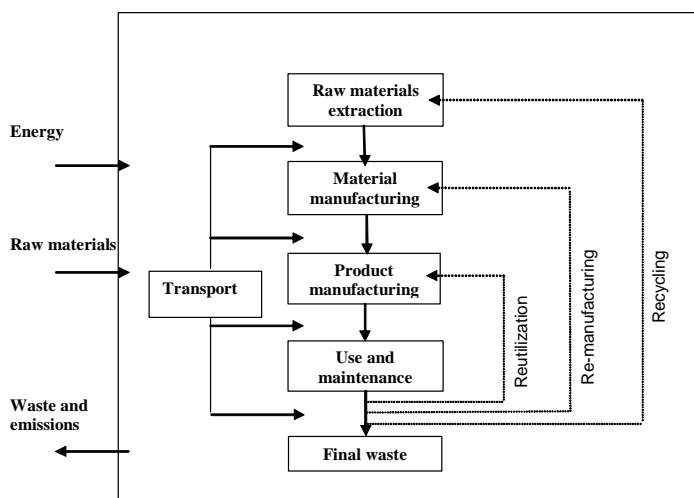 Raw materials
extraction
Energy
Material
manufacturing
Raw materials
Product
manufacturing
Transport
Use and
maintenance
Waste and
emissions
Final waste
Reutilization
Re-manufacturing
Recycling